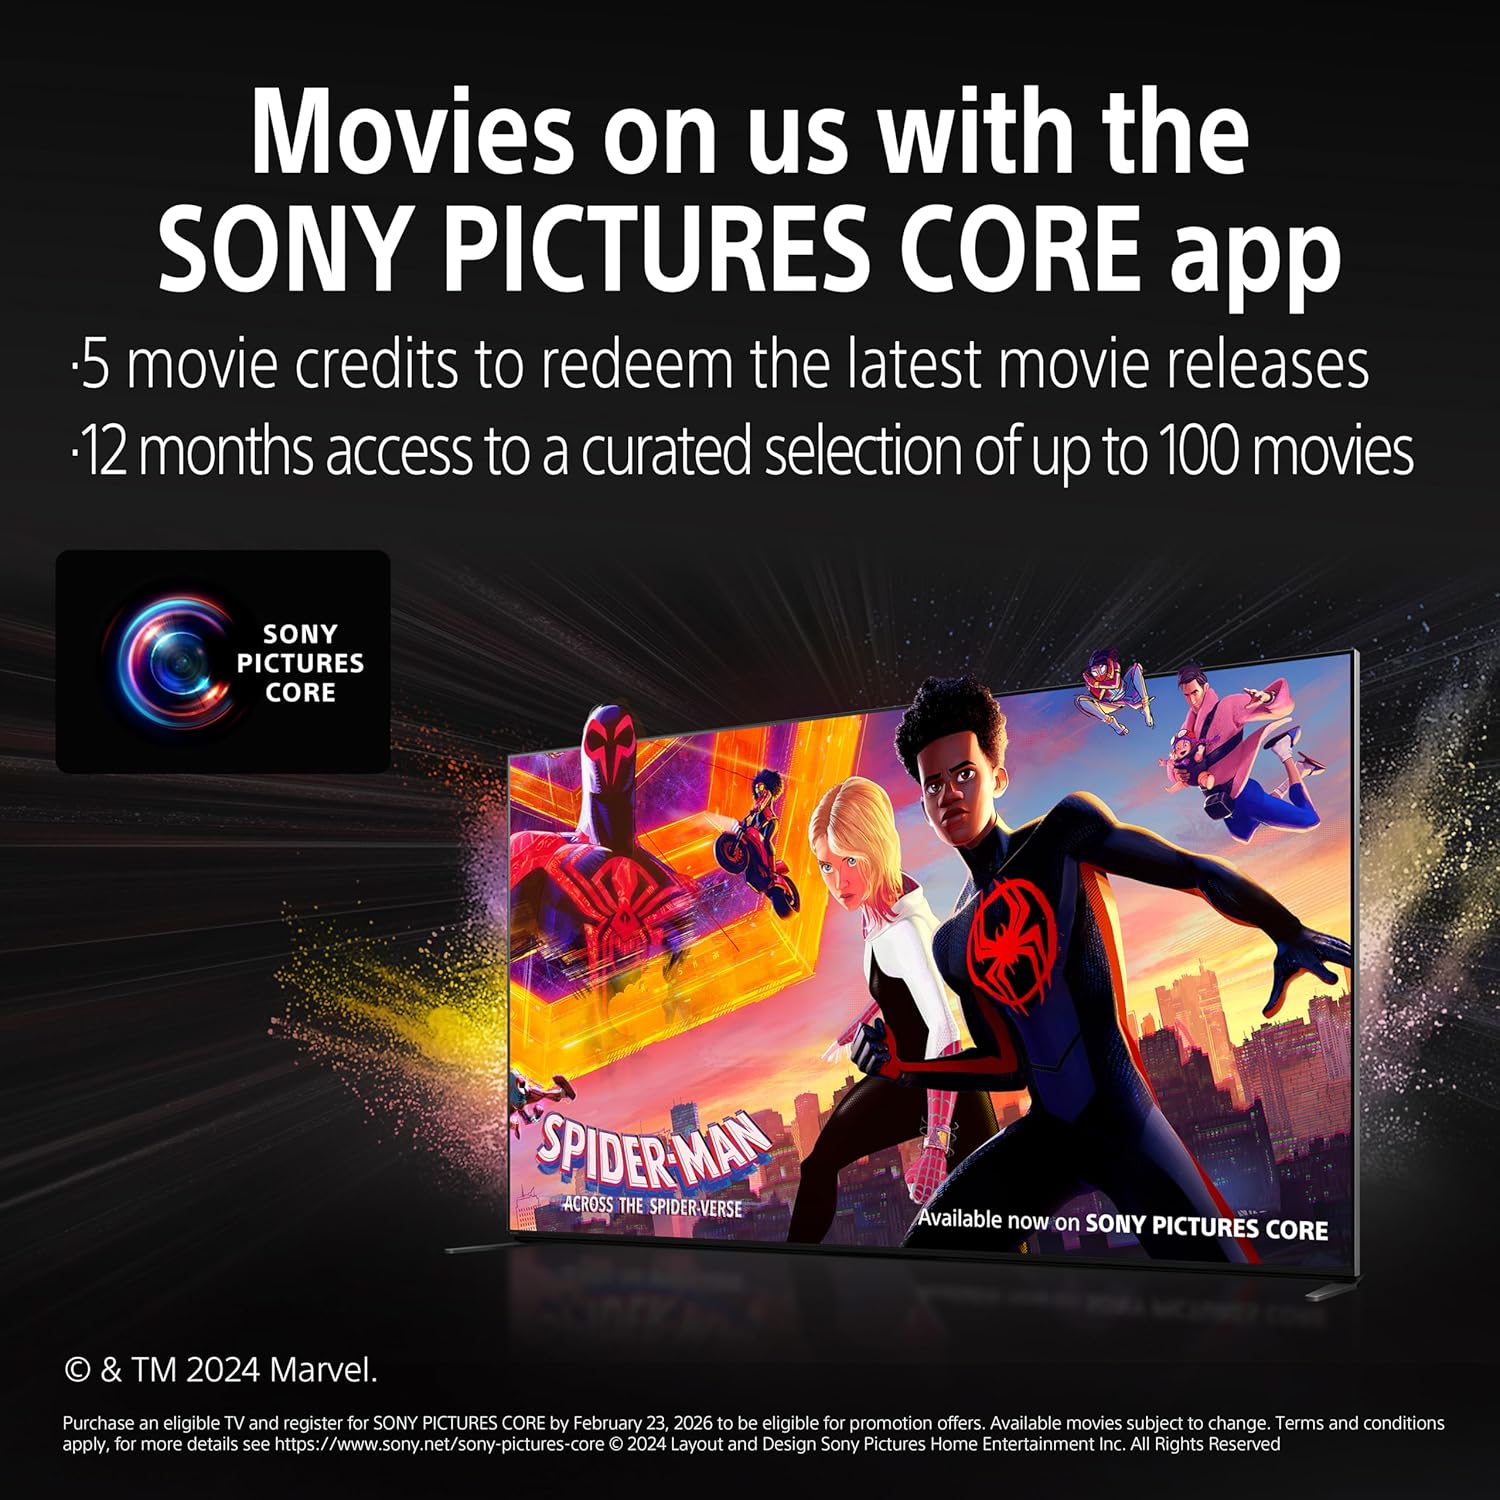 Movies on us with the
SONY PICTURES CORE app
·5 movie credits to redeem the latest movie releases
·12 months access to a curated selection of up to 100 movies
SONY
PICTURES
CORE
SPIDER-MAN
ACROSS THE SPIDER-VERSE
Available now on SONY PICTURES CORE
© & TM 2024 Marvel.
Purchase an eligible TV and register for SONY PICTURES CORE by February 23, 2026 to be eligible for promotion offers. Available movies subject to change. Terms and conditions
apply, for more details see https://www.sony.net/sony-pictures-core © 2024 Layout and Design Sony Pictures Home Entertainment Inc. All Rights Reserved